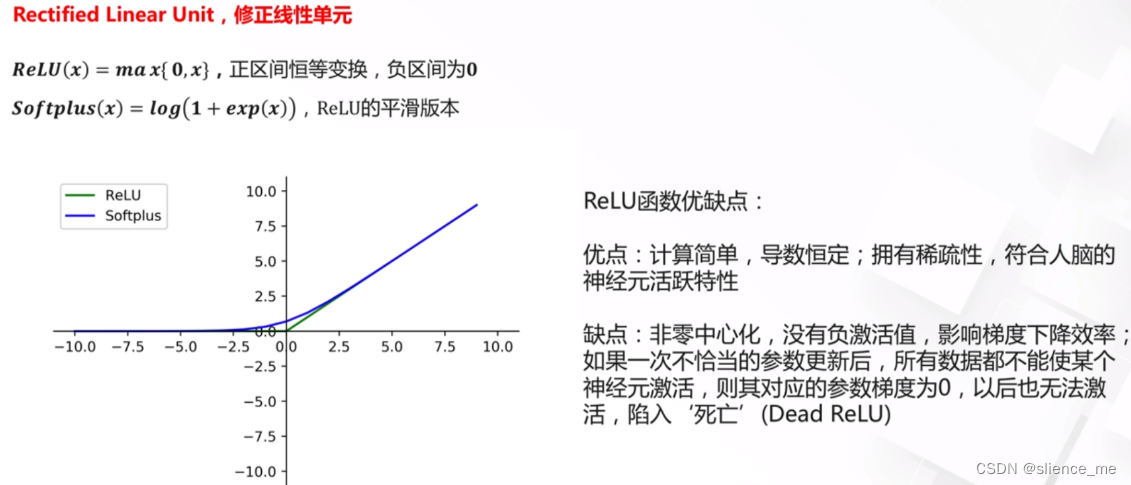 Rectified Linear Unit，修正线性单元
ReLU(x) = max{ 0, x}，正区间恒等变换，负区间为0
Softplus(x) = log(1 + exp(x))，ReLU的平滑版本
ReLU
Softplus
10.0
7.5
5.0
2.5
0.0
−10.0 −7.5 −5.0 −2.5 0.0 2.5 5.0 7.5 10.0
−2.5
−5.0
−7.5
−10.0
ReLU函数优缺点：
优点：计算简单，导数恒定；拥有稀疏性，符合人脑的
神经元活跃特性
缺点：非零中心化，没有负激活值，影响梯度下降效率；
如果一次不恰当的参数更新后，所有数据都不能使某个
神经元激活，则其对应的参数梯度为0，以后也无法激
活，陷入‘死亡’(Dead ReLU)
CSDN @slience_me